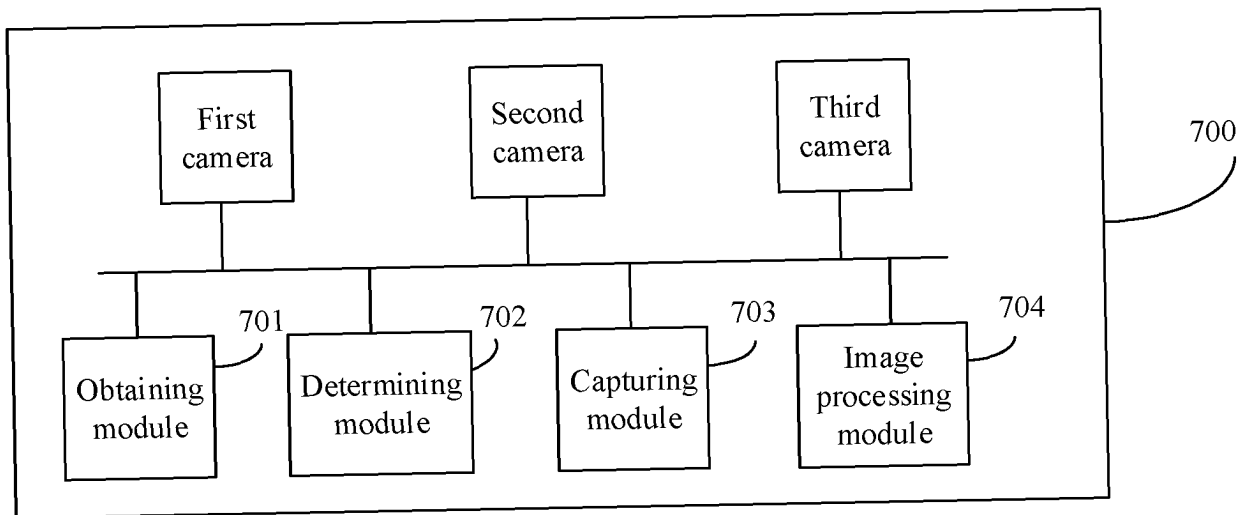 First
camera
Second
camera
Third
camera
700
701
702
703
704
Obtaining
module
Determining
module
Capturing
module
Image
processing
module